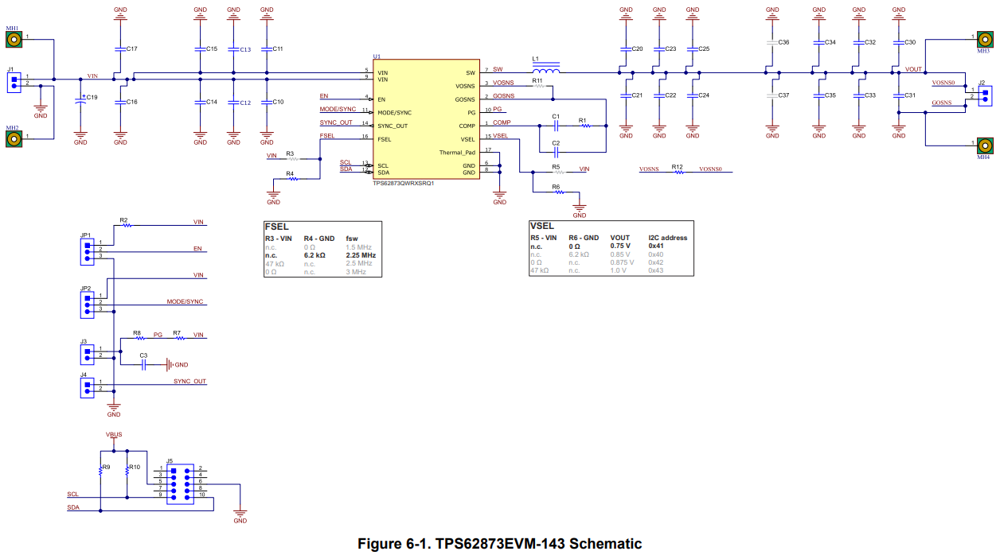 GND GND GND GND GND GND GND GND GND GND GND
MH1 1
C17 C15 C13 C11
C20 C23 C25 C36 C34 C32 C30
1 MH3
J1 1 2
VIN
C19
C16 C14 C12 C10
GND GND GND GND GND GND
MH2 1
U1
5 VIN
9 VIN
4 EN
11 MODE/SYNC
14 SYNC_OUT
16 FSEL
13 SCL
12 SDA
EN
MODE/SYNC
SYNC_OUT
FSEL
SCL
SDA
SW 7 SW
VOSNS 3 VOSNS
GOSNS 2 GOSNS
PG 10 PG
COMP 1 COMP
VSEL 15 VSEL
Thermal_Pad 17
GND 6
GND 8
TPS62873QWRXSRQ1
L1
R11
C1 R1
C2
VIN R3
R4
GND
GND
R5 VIN
R6
GND
C21 C22 C24 C37 C35 C33 C31
GND GND GND GND GND GND GND
VOUT
VOSNS0
GOSNS
J2 1 2
1 MH4
VOSNS R12 VOSNS0
FSEL
R3 - VIN R4 - GND fsw
n.c. 0 Ω 1.5 MHz
n.c. 6.2 kΩ 2.25 MHz
47 kΩ n.c. 2.5 MHz
0 Ω n.c. 3 MHz
VSEL
R5 - VIN R6 - GND VOUT I2C address
n.c. 0 Ω 0.75 V 0x41
n.c. 6.2 kΩ 0.85 V 0x40
0 Ω n.c. 0.875 V 0x42
47 kΩ n.c. 1.0 V 0x43
R2 VIN
JP1 1 2 3
EN
VIN
JP2 1 2 3
MODE/SYNC
R8 PG R7 VIN
J3 1 2
C3 GND
J4 1 2
SYNC_OUT
GND
VBUS
R9 R10
J5
1 2
3 4
5 6
7 8
9 10
SCL
SDA
GND
Figure 6-1. TPS62873EVM-143 Schematic